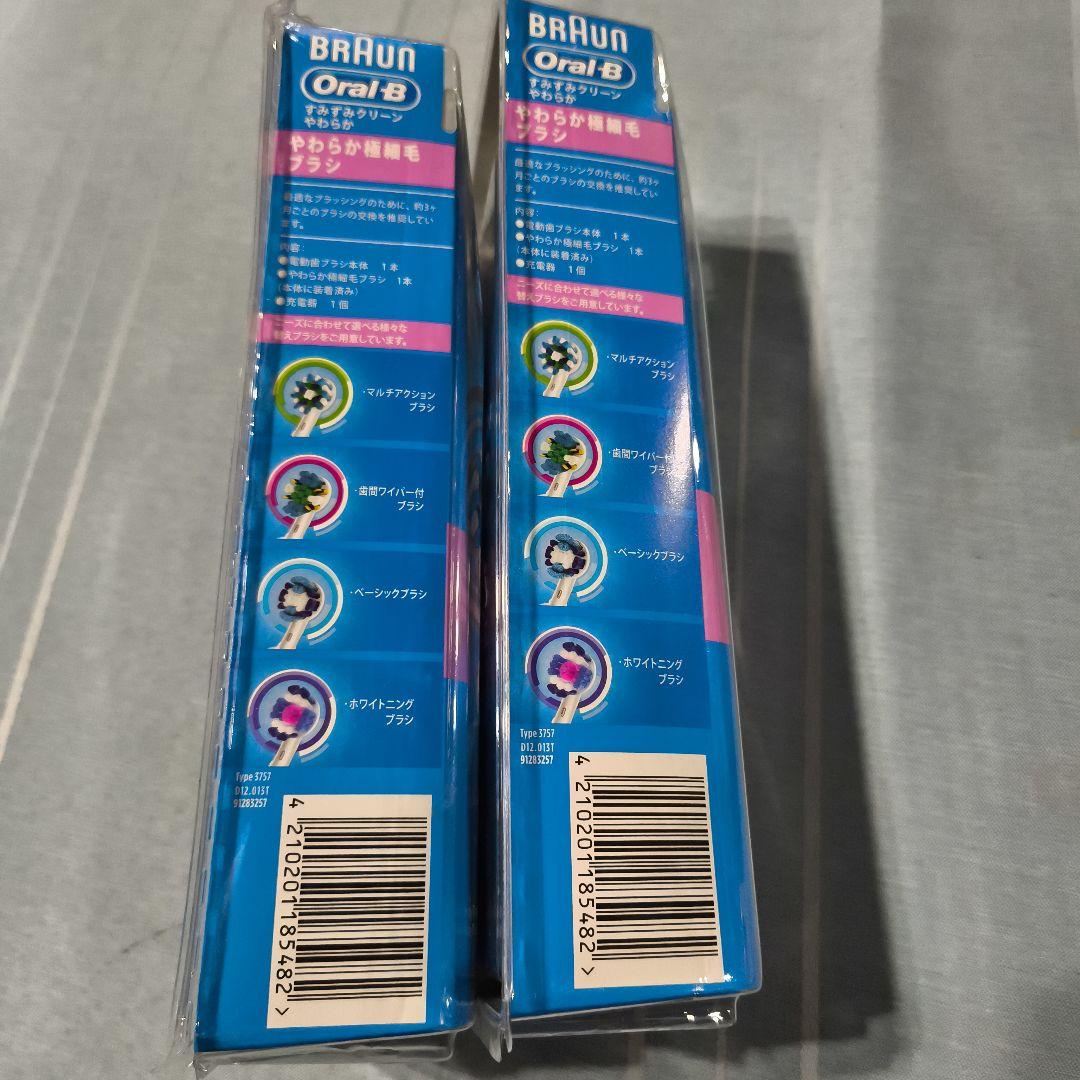 BRAUN
Oral-B
すみずみクリーン
やわらか
やわらか極細毛
ブラシ
最適なブラッシングのために、約3ヶ
月ごとのブラシの交換を推奨してい
ます。
内容:
●電動歯ブラシ本体 1本
●やわらか極細毛ブラシ 1本
(本体に装着済み)
●充電器 1個
ニーズに合わせて選べる様々な
替えブラシをご用意しています。
・マルチアクション
ブラシ
・歯間ワイパー付
ブラシ
・ベーシックブラシ
・ホワイトニング
ブラシ
Type 3757
D12.013T
91283257
4 210201185482 >
BRAUN
Oral-B
すみずみクリーン
やわらか
やわらか極細毛
ブラシ
最適なブラッシングのために、約3ヶ
月ごとのブラシの交換を推奨してい
ます。
内容:
●電動歯ブラシ本体 1本
●やわらか極細毛ブラシ 1本
(本体に装着済み)
●充電器 1個
ニーズに合わせて選べる様々な
替えブラシをご用意しています。
・マルチアクション
ブラシ
・歯間ワイパー付
ブラシ
・ベーシックブラシ
・ホワイトニング
ブラシ
Type 3757
D12.013T
91283257
4 210201185482 >